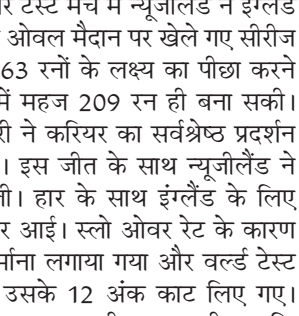 टेस्ट मैच में न्यूजीलैंड ने इंग्लैंड
ओवल मैदान पर खेले गए सीरीज
63 रनों के लक्ष्य का पीछा करने
में महज 209 रन ही बना सकी।
री ने करियर का सर्वश्रेष्ठ प्रदर्शन
। इस जीत के साथ न्यूजीलैंड ने
ती। हार के साथ इंग्लैंड के लिए
र आई। स्लो ओवर रेट के कारण
र्माना लगाया गया और वर्ल्ड टेस्ट
उसके 12 अंक काट लिए गए।